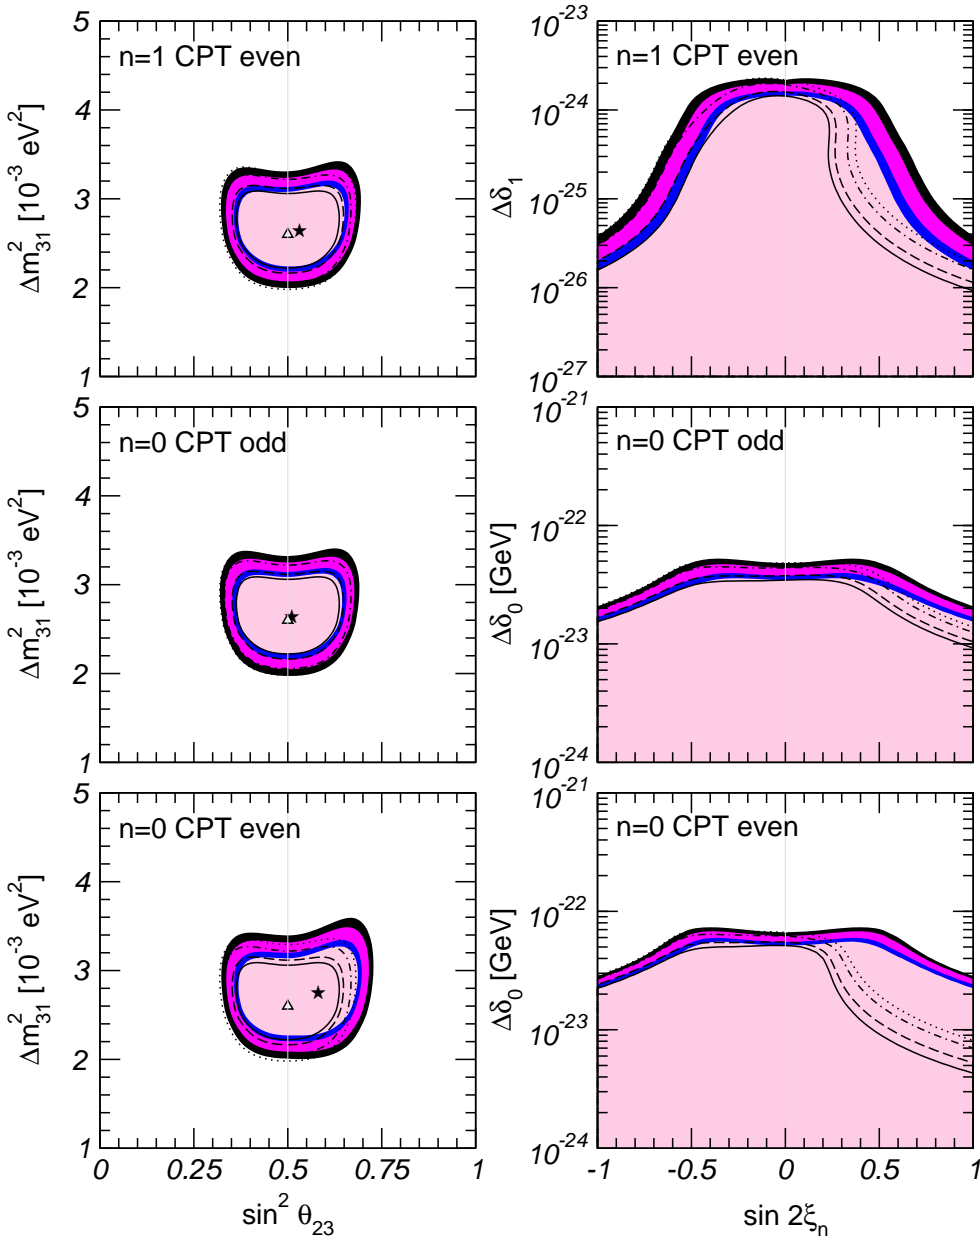 n=1 CPT even
5
4
3
2
1
Δm²₃₁ [10⁻³ eV²]
n=1 CPT even
10⁻²³
10⁻²⁴
10⁻²⁵
10⁻²⁶
10⁻²⁷
Δδ₁
n=0 CPT odd
5
4
3
2
1
Δm²₃₁ [10⁻³ eV²]
n=0 CPT odd
10⁻²¹
10⁻²²
10⁻²³
10⁻²⁴
Δδ₀ [GeV]
n=0 CPT even
5
4
3
2
1
Δm²₃₁ [10⁻³ eV²]
0 0.25 0.5 0.75 1
sin² θ₂₃
n=0 CPT even
10⁻²¹
10⁻²²
10⁻²³
10⁻²⁴
Δδ₀ [GeV]
-1 -0.5 0 0.5 1
sin 2ξₙ